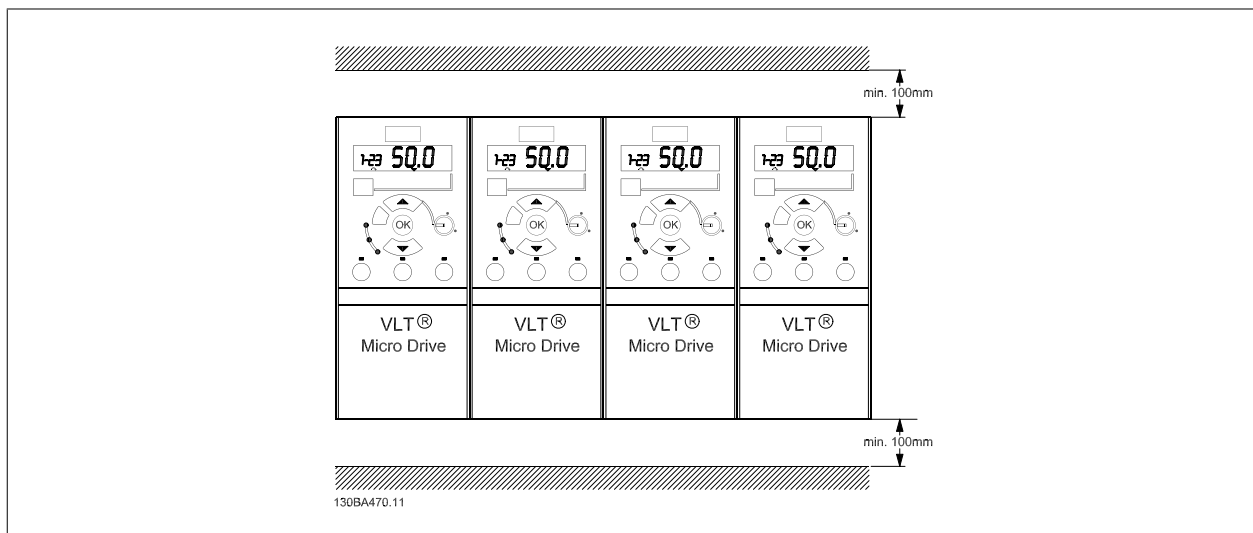 min. 100mm
1-23 50.0 1-23 50.0 1-23 50.0 1-23 50.0
OK OK OK OK
VLT® VLT® VLT® VLT®
Micro Drive Micro Drive Micro Drive Micro Drive
min. 100mm
130BA470.11